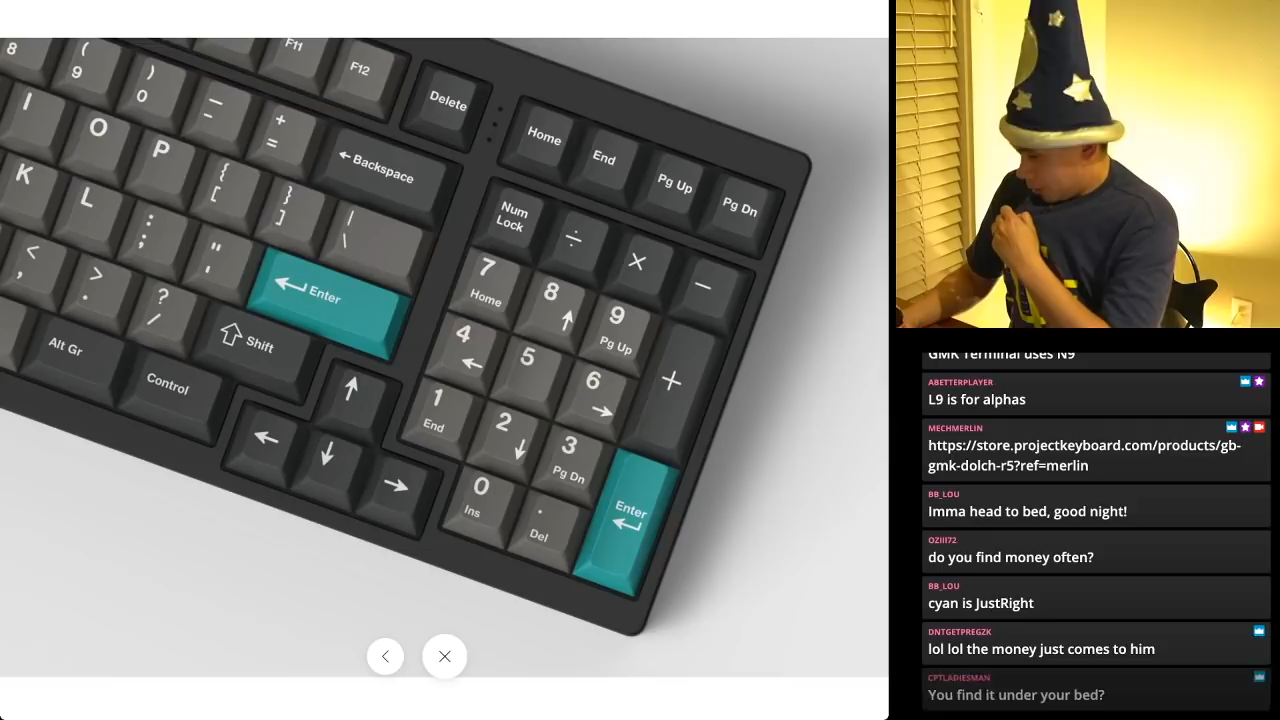 F11
F12
Delete
Home
End
Pg Up
Pg Dn
8
(
9
)
0
_
-
+
=
← Backspace
Num
Lock
÷
×
−
I
O
P
{
[
}
]
|
\
7
Home
8
↑
9
Pg Up
+
K
L
:
;
"
'
Enter
4
←
5
6
→
<
,
>
.
?
/
Shift
1
End
2
↓
3
Pg Dn
Enter
Alt Gr
Control
↑
←
↓
→
0
Ins
.
Del
GMK Terminal uses N9
ABETTERPLAYER
L9 is for alphas
MECHMERLIN
https://store.projectkeyboard.com/products/gb-
gmk-dolch-r5?ref=merlin
BB_LOU
Imma head to bed, good night!
OZIII72
do you find money often?
BB_LOU
cyan is JustRight
DNTGETPREGZK
lol lol the money just comes to him
CPTLADIESMAN
You find it under your bed?